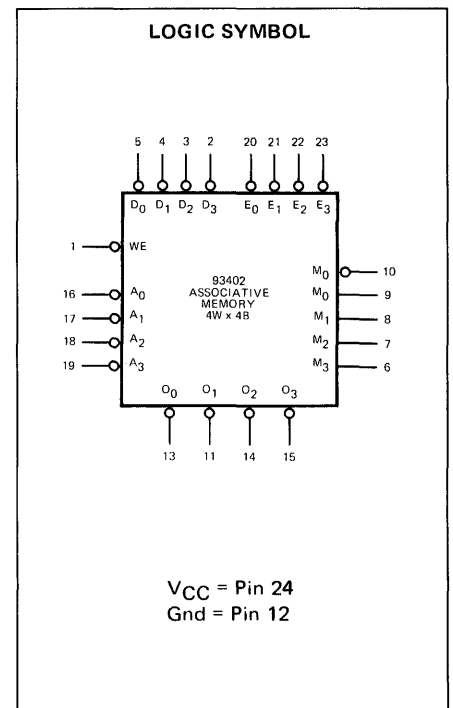 LOGIC SYMBOL
5 4 3 2 20 21 22 23
D0 D1 D2 D3 E0 E1 E2 E3
1 WE
M0 10
93402
16 A0 ASSOCIATIVE M0 9
MEMORY
17 A1 4W x 4B M1 8
18 A2 M2 7
19 A3 M3 6
O0 O1 O2 O3
13 11 14 15
VCC = Pin 24
Gnd = Pin 12